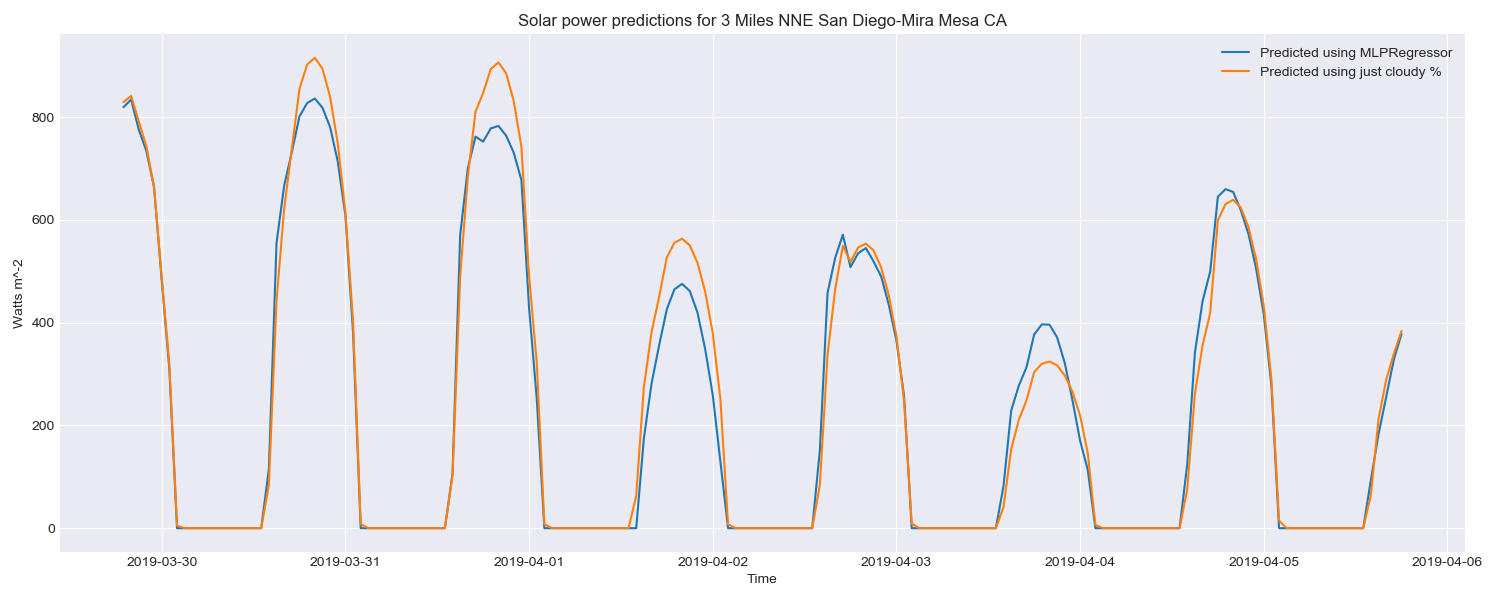 Solar power predictions for 3 Miles NNE San Diego-Mira Mesa CA
Predicted using MLPRegressor
Predicted using just cloudy %
Watts m^-2
800
600
400
200
0
2019-03-30
2019-03-31
2019-04-01
2019-04-02
2019-04-03
2019-04-04
2019-04-05
2019-04-06
Time